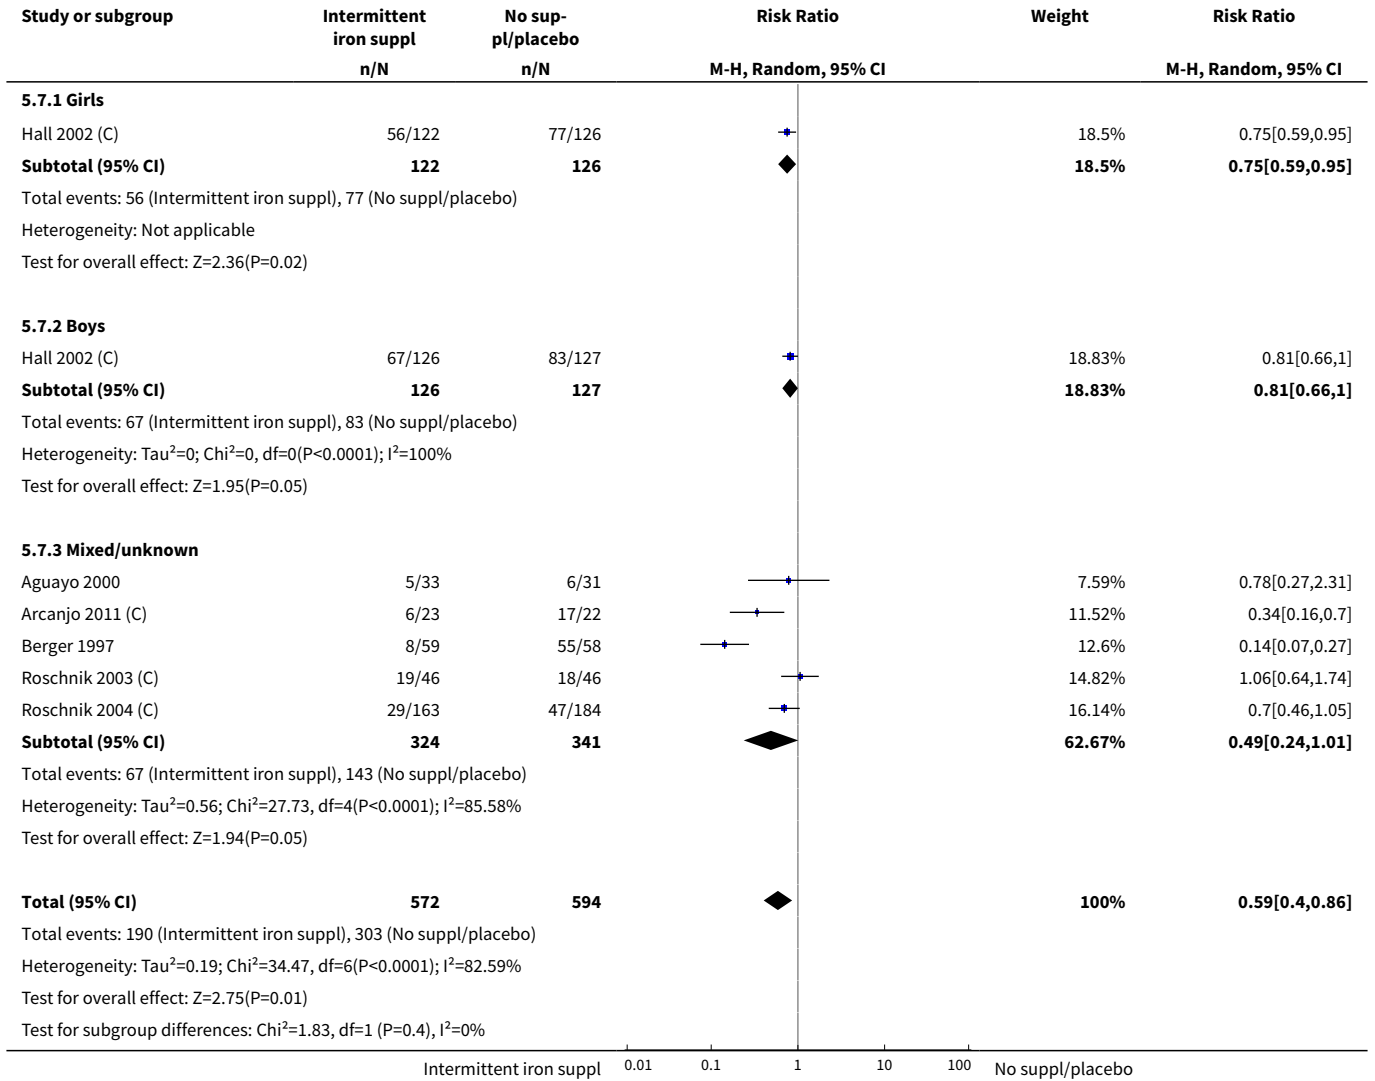 Study or subgroup Intermittent iron suppl No sup-pl/placebo Risk Ratio Weight Risk Ratio
n/N n/N M-H, Random, 95% CI M-H, Random, 95% CI
5.7.1 Girls
Hall 2002 (C) 56/122 77/126 18.5% 0.75[0.59,0.95]
Subtotal (95% CI) 122 126 18.5% 0.75[0.59,0.95]
Total events: 56 (Intermittent iron suppl), 77 (No suppl/placebo)
Heterogeneity: Not applicable
Test for overall effect: Z=2.36(P=0.02)
5.7.2 Boys
Hall 2002 (C) 67/126 83/127 18.83% 0.81[0.66,1]
Subtotal (95% CI) 126 127 18.83% 0.81[0.66,1]
Total events: 67 (Intermittent iron suppl), 83 (No suppl/placebo)
Heterogeneity: Tau²=0; Chi²=0, df=0(P<0.0001); I²=100%
Test for overall effect: Z=1.95(P=0.05)
5.7.3 Mixed/unknown
Aguayo 2000 5/33 6/31 7.59% 0.78[0.27,2.31]
Arcanjo 2011 (C) 6/23 17/22 11.52% 0.34[0.16,0.7]
Berger 1997 8/59 55/58 12.6% 0.14[0.07,0.27]
Roschnik 2003 (C) 19/46 18/46 14.82% 1.06[0.64,1.74]
Roschnik 2004 (C) 29/163 47/184 16.14% 0.7[0.46,1.05]
Subtotal (95% CI) 324 341 62.67% 0.49[0.24,1.01]
Total events: 67 (Intermittent iron suppl), 143 (No suppl/placebo)
Heterogeneity: Tau²=0.56; Chi²=27.73, df=4(P<0.0001); I²=85.58%
Test for overall effect: Z=1.94(P=0.05)
Total (95% CI) 572 594 100% 0.59[0.4,0.86]
Total events: 190 (Intermittent iron suppl), 303 (No suppl/placebo)
Heterogeneity: Tau²=0.19; Chi²=34.47, df=6(P<0.0001); I²=82.59%
Test for overall effect: Z=2.75(P=0.01)
Test for subgroup differences: Chi²=1.83, df=1 (P=0.4), I²=0%
Intermittent iron suppl 0.01 0.1 1 10 100 No suppl/placebo